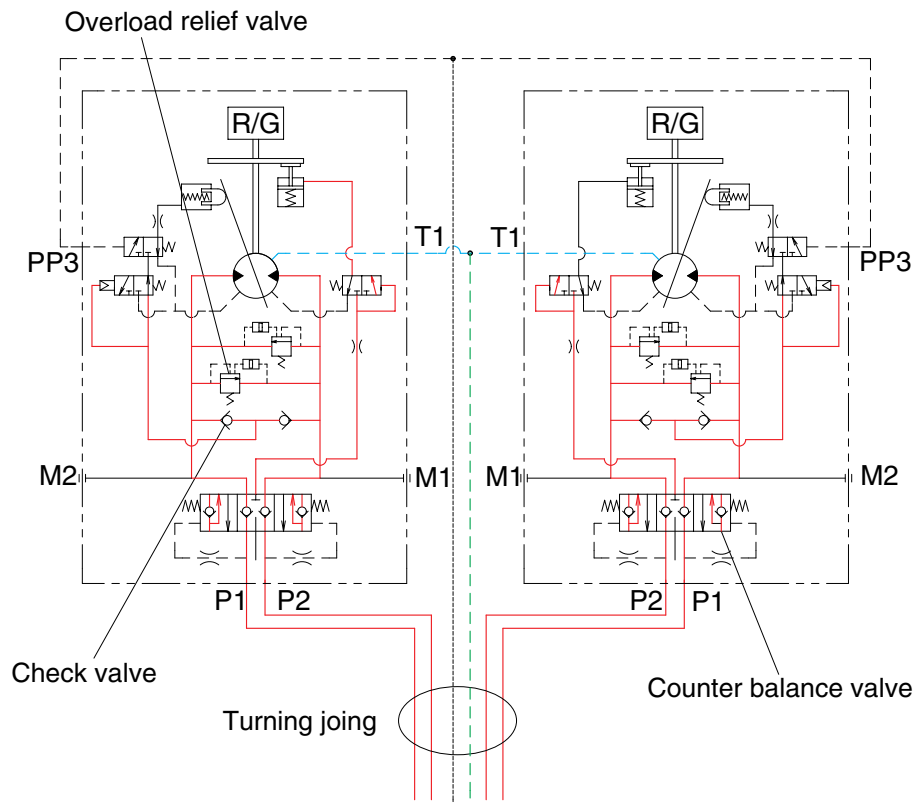 Overload relief valve
R/G
R/G
T1
T1
PP3
PP3
M2
M1
M1
M2
P1
P2
P2
P1
Check valve
Counter balance valve
Turning joing